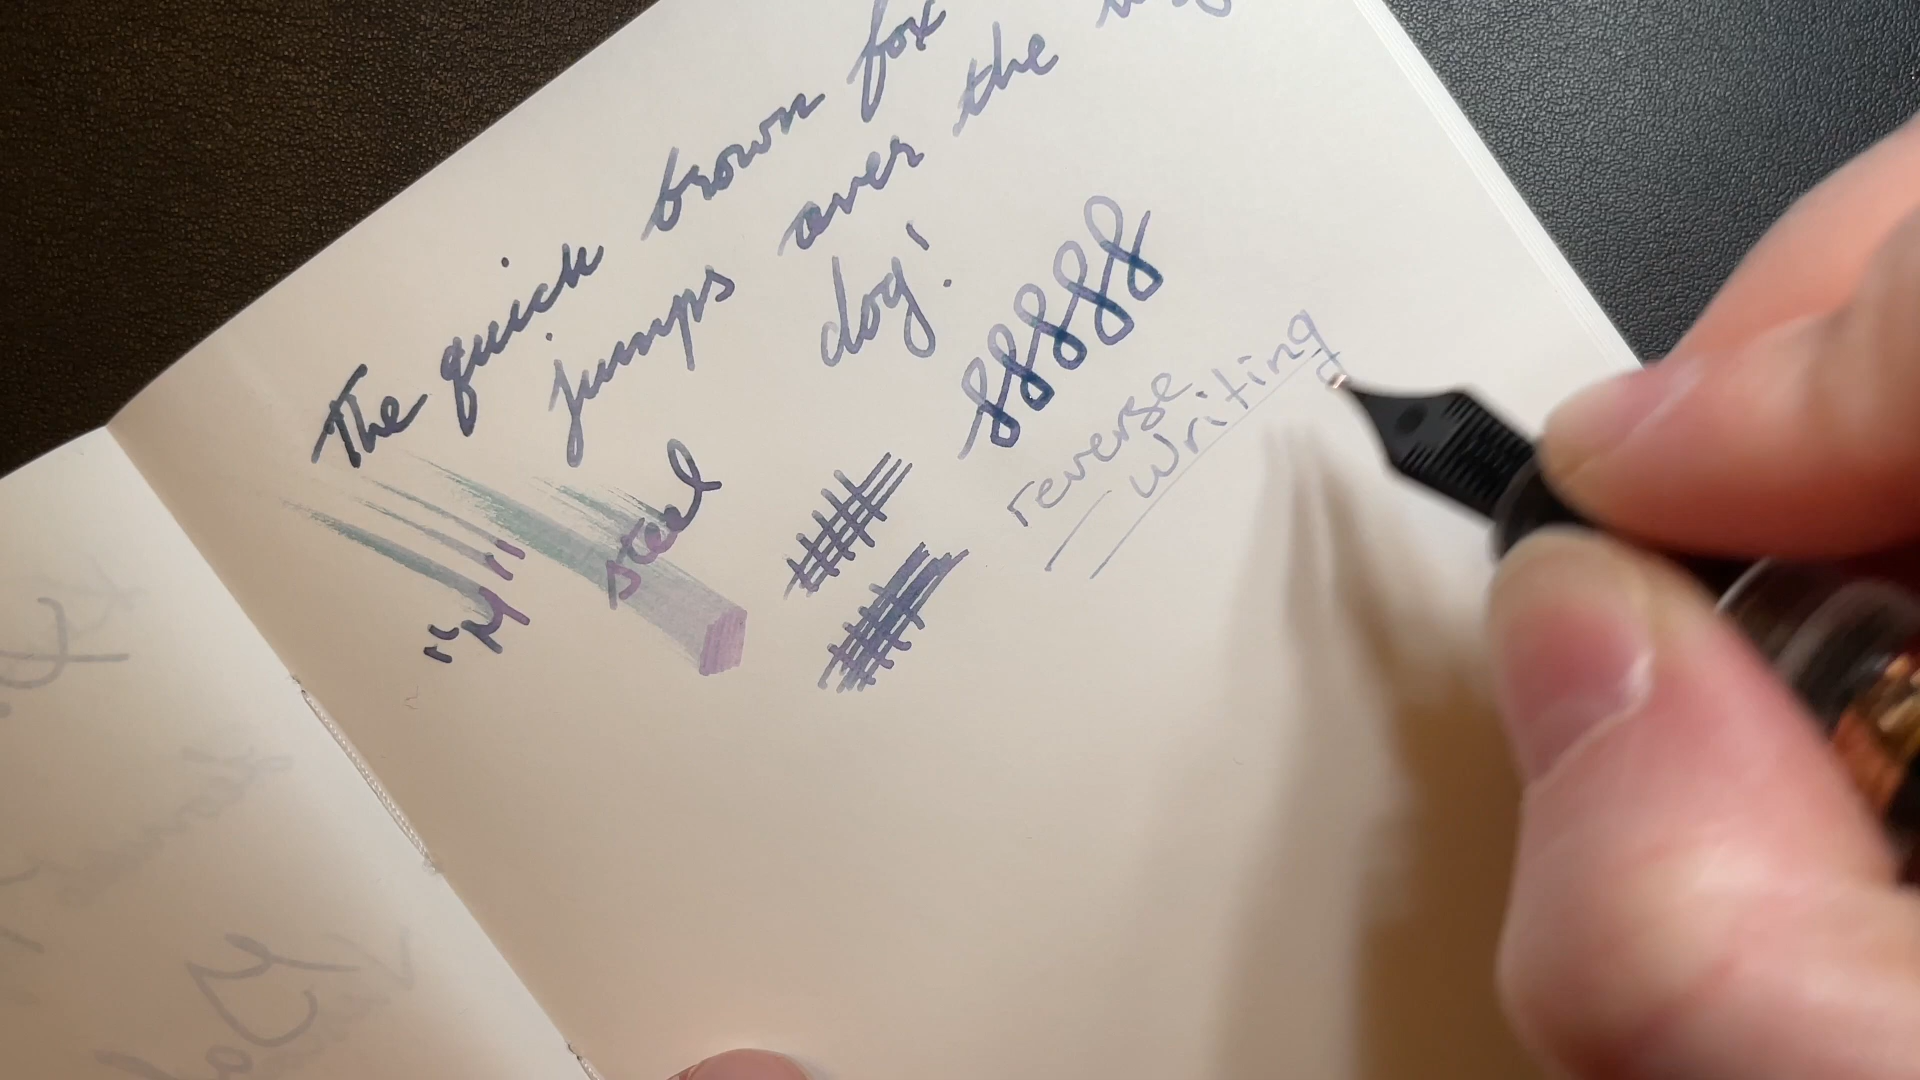 The quick brown fox
jumps over the
dog!
"M" steel
reverse
writing